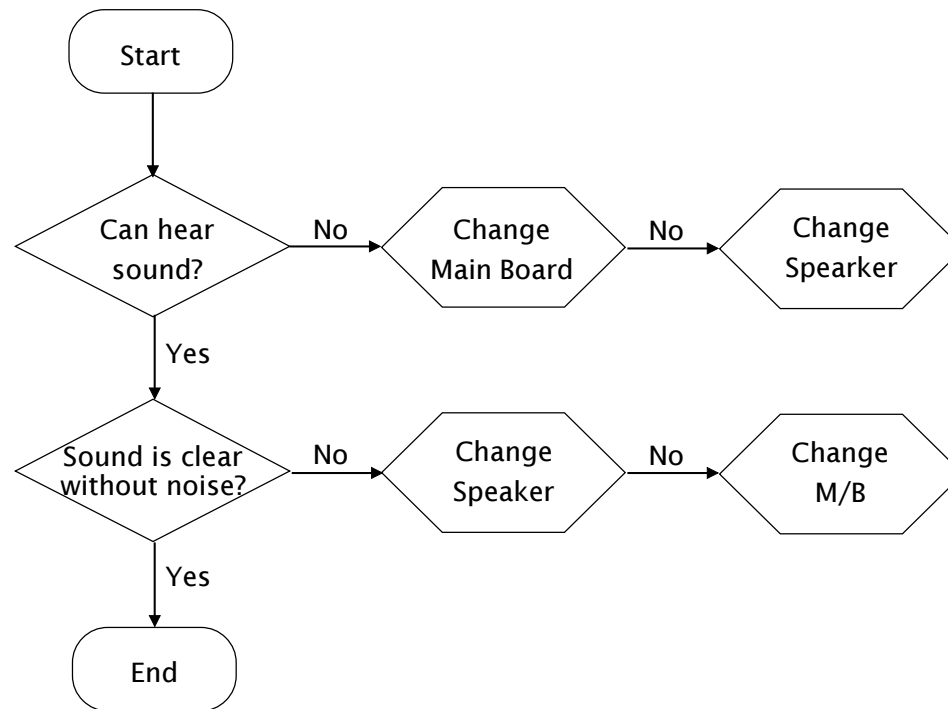 Start
Can hear
sound?
No
Change
Main Board
No
Change
Spearker
Yes
Sound is clear
without noise?
No
Change
Speaker
No
Change
M/B
Yes
End